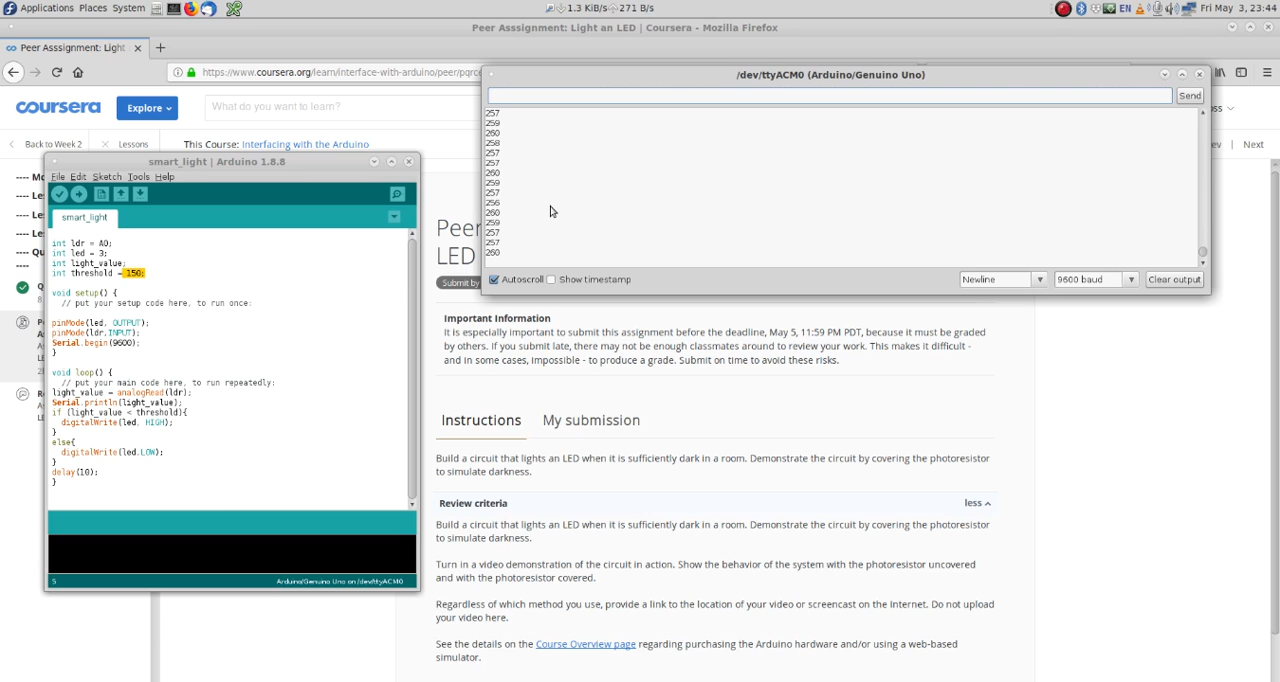 Applications Places System
1.3 KiB/s 271 B/s
EN
Fri May 3, 23:44
Peer Asssignment: Light an LED | Coursera - Mozilla Firefox
Peer Asssignment: Light
https://www.coursera.org/learn/interface-with-arduino/peer/pqrc
coursera
Explore
What do you want to learn?
Back to Week 2
Lessons
This Course: Interfacing with the Arduino
Next
/dev/ttyACM0 (Arduino/Genuino Uno)
Send
257
259
260
258
257
257
260
259
257
256
260
259
257
257
260
Autoscroll
Show timestamp
Newline
9600 baud
Clear output
smart_light | Arduino 1.8.8
File Edit Sketch Tools Help
smart_light
int ldr = A0;
int led = 3;
int light_value;
int threshold = 150;
void setup() {
// put your setup code here, to run once:
pinMode(led, OUTPUT);
pinMode(ldr,INPUT);
Serial.begin(9600);
}
void loop() {
// put your main code here, to run repeatedly:
light_value = analogRead(ldr);
Serial.println(light_value);
if (light_value < threshold){
digitalWrite(led, HIGH);
}
else{
digitalWrite(led,LOW);
}
delay(10);
}
5
Arduino/Genuino Uno on /dev/ttyACM0
Peer
LED
Submit by
Important Information
It is especially important to submit this assignment before the deadline, May 5, 11:59 PM PDT, because it must be graded
by others. If you submit late, there may not be enough classmates around to review your work. This makes it difficult -
and in some cases, impossible - to produce a grade. Submit on time to avoid these risks.
Instructions
My submission
Build a circuit that lights an LED when it is sufficiently dark in a room. Demonstrate the circuit by covering the photoresistor
to simulate darkness.
Review criteria
less
Build a circuit that lights an LED when it is sufficiently dark in a room. Demonstrate the circuit by covering the photoresistor
to simulate darkness.
Turn in a video demonstration of the circuit in action. Show the behavior of the system with the photoresistor uncovered
and with the photoresistor covered.
Regardless of which method you use, provide a link to the location of your video or screencast on the Internet. Do not upload
your video here.
See the details on the Course Overview page regarding purchasing the Arduino hardware and/or using a web-based
simulator.